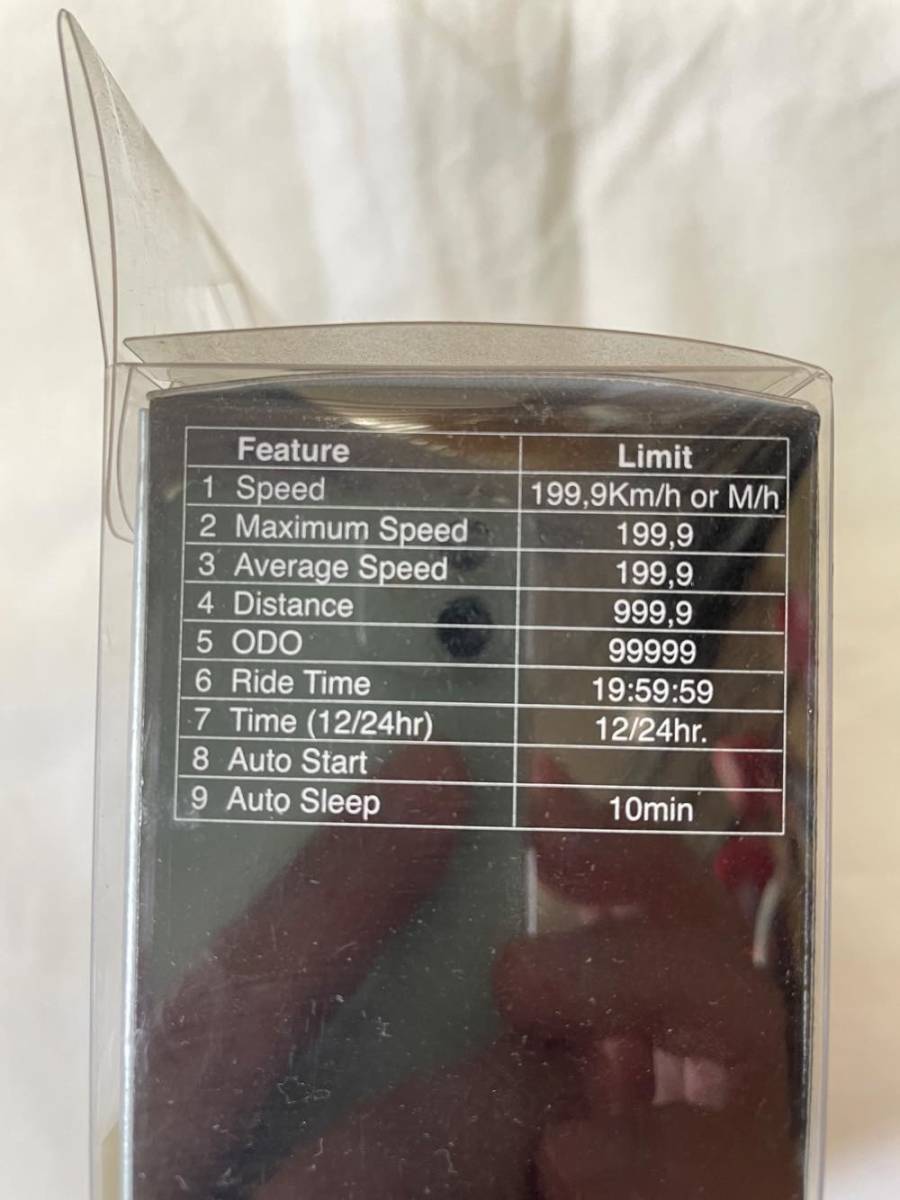 Feature Limit
1 Speed 199,9Km/h or M/h
2 Maximum Speed 199,9
3 Average Speed 199,9
4 Distance 999,9
5 ODO 99999
6 Ride Time 19:59:59
7 Time (12/24hr) 12/24hr.
8 Auto Start
9 Auto Sleep 10min